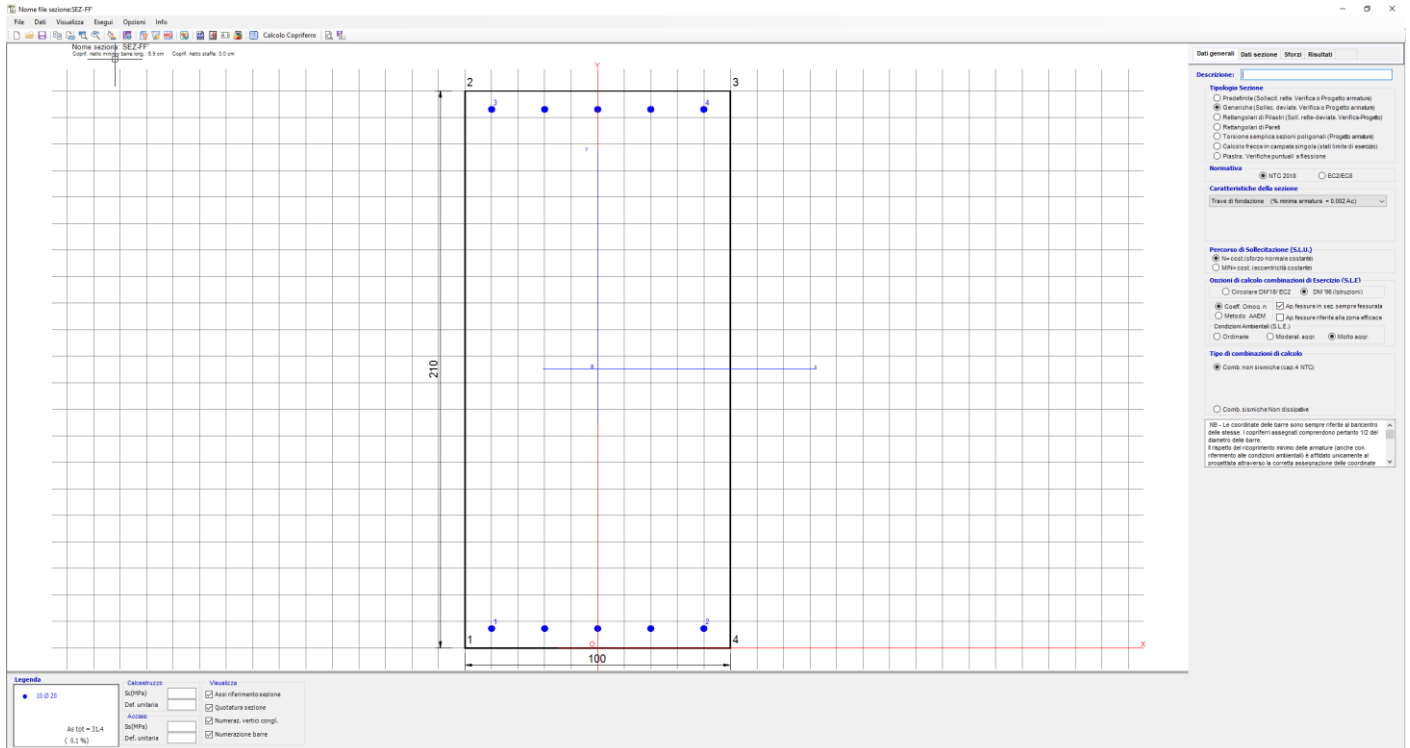 Nome file sezione:SEZ-FF'
File Dati Visualizza Esegui Opzioni Info
Calcolo Copriferro
Nome sezione: SEZ-FF'
Coprif. netto minimo barre long.: 5.9 cm Coprif. netto staffe: 0.0 cm
Y
2 3
3 4
210
1 2
1 O 4 X
100
Dati generali Dati sezione Sforzi Risultati
Descrizione:
Tipologia Sezione
Predefinite (Sollecit. rette. Verifica o Progetto armature)
Generiche (Sollec. deviate. Verifica o Progetto armature)
Rettangolari di Pilastri (Soll. rette-deviate. Verifica-Progetto)
Rettangolari di Pareti
Torsione semplice sezioni poligonali (Progetto armature)
Calcolo frecce in campata singola (stati limite di esercizio)
Piastra: Verifiche puntuali a flessione
Normativa
NTC 2018 EC2/EC8
Caratteristiche della sezione
Trave di fondazione (% minima armatura = 0.002 Ac)
Percorso di Sollecitazione (S.L.U.)
N= cost (sforzo normale costante)
M/N= cost. (eccentricità costante)
Opzioni di calcolo combinazioni di Esercizio (S.L.E)
Circolare DM18/ EC2 DM '96 (Istruzioni)
Coeff. Omog. n Ap.fessure in sez. sempre fessurata
Metodo AAEM Ap.fessure riferite alla zona efficace
Condizioni Ambientali (S.L.E.)
Ordinarie Moderat. aggr. Molto aggr.
Tipo di combinazioni di calcolo
Comb. non sismiche (cap.4 NTC)
Comb. sismiche Non dissipative
NB - Le coordinate delle barre sono sempre riferite al baricentro
delle stesse. I copriferri assegnati comprendono pertanto 1/2 del
diametro delle barre.
Il rispetto del ricoprimento minimo delle armature (anche con
riferimento alle condizioni ambientali) è affidato unicamente al
progettista attraverso la corretta assegnazione delle coordinate
Legenda
10 Ø 20
As tot = 31.4
( 0.1 %)
Calcestruzzo
Sc(MPa)
Def. unitaria
Acciaio
Ss(MPa)
Def. unitaria
Visualizza
Assi riferimento sezione
Quotatura sezione
Numeraz. vertici congl.
Numerazione barre